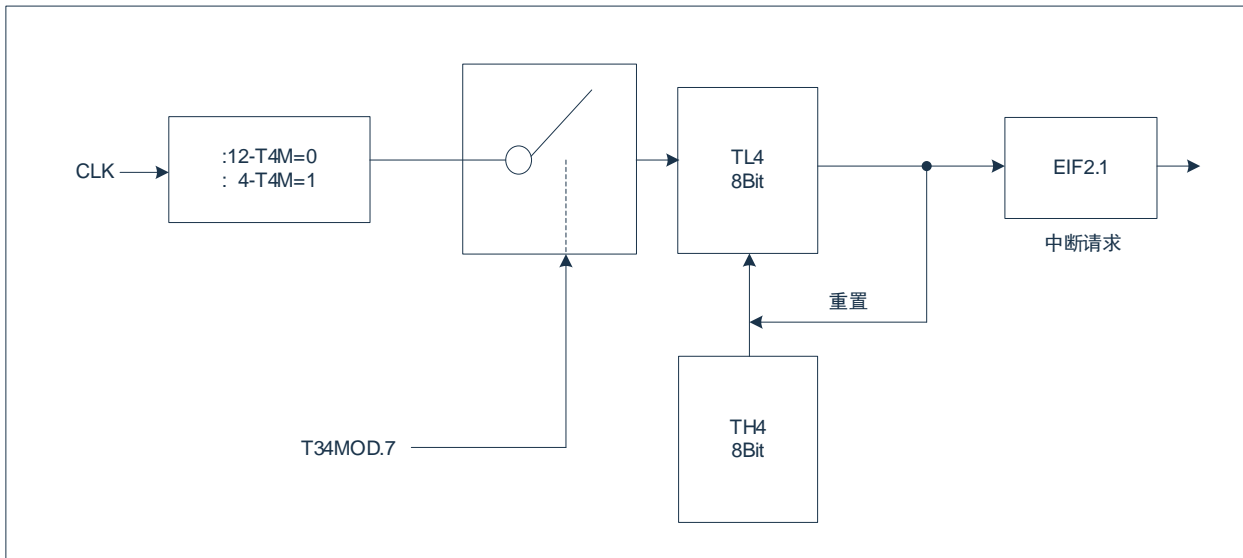 CLK
:12-T4M=0
: 4-T4M=1
TL4
8Bit
EIF2.1
中断请求
重置
TH4
8Bit
T34MOD.7